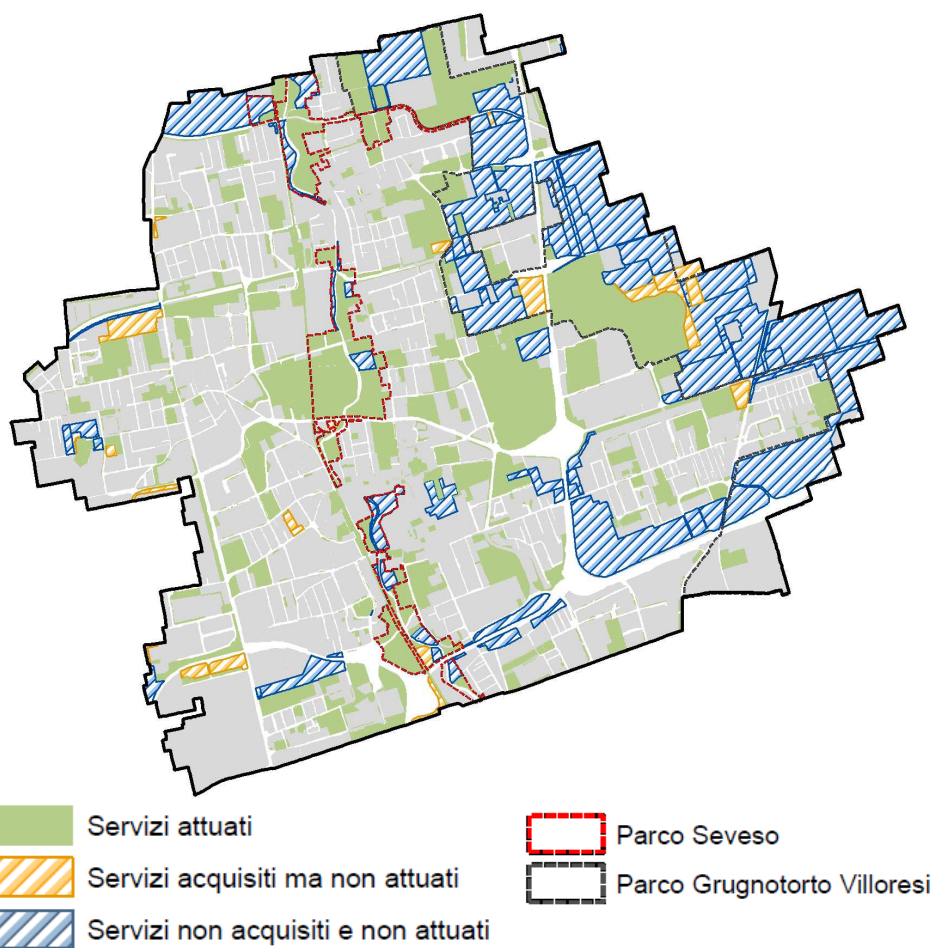 Servizi attuati
Servizi acquisiti ma non attuati
Servizi non acquisiti e non attuati
Parco Seveso
Parco Grugnotorto Villoresi